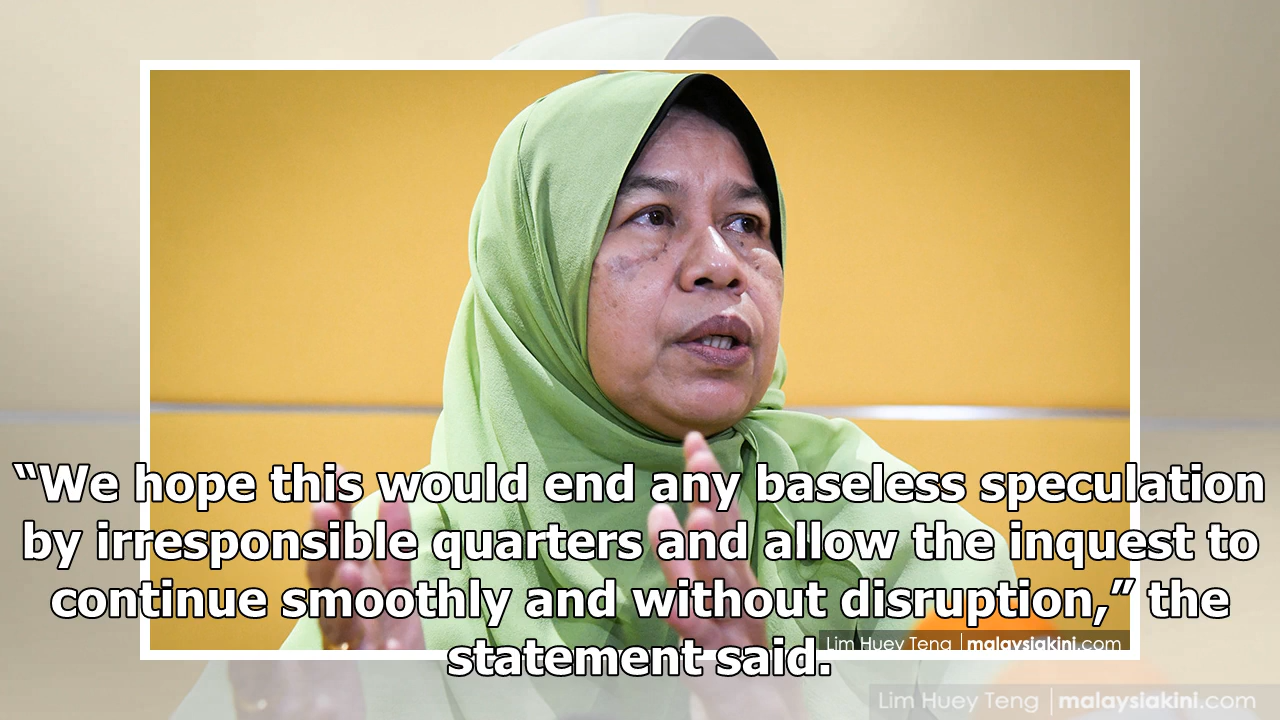 “We hope this would end any baseless speculation
by irresponsible quarters and allow the inquest to
continue smoothly and without disruption,” the
statement said.
Lim Huey Teng | malaysiakini.com
Lim Huey Teng | malaysiakini.com